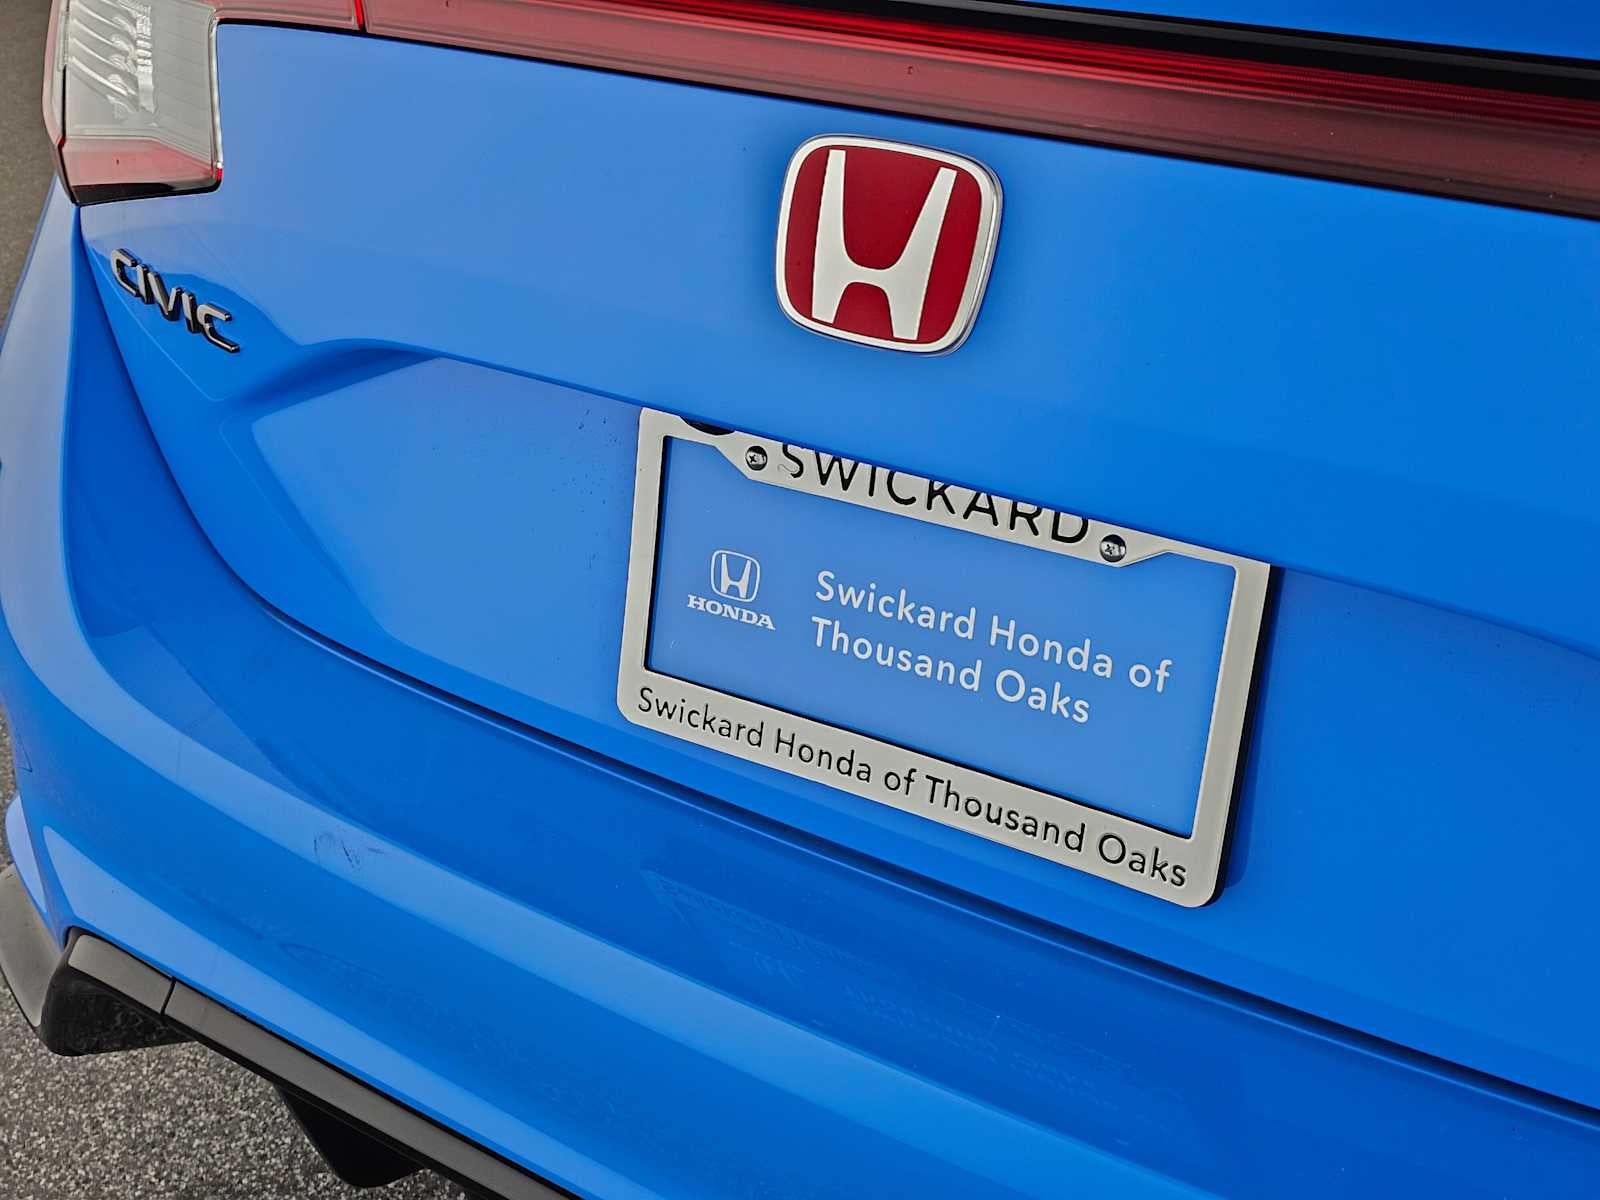 CIVIC
SWICKARD
HONDA
Swickard Honda of
Thousand Oaks
Swickard Honda of Thousand Oaks